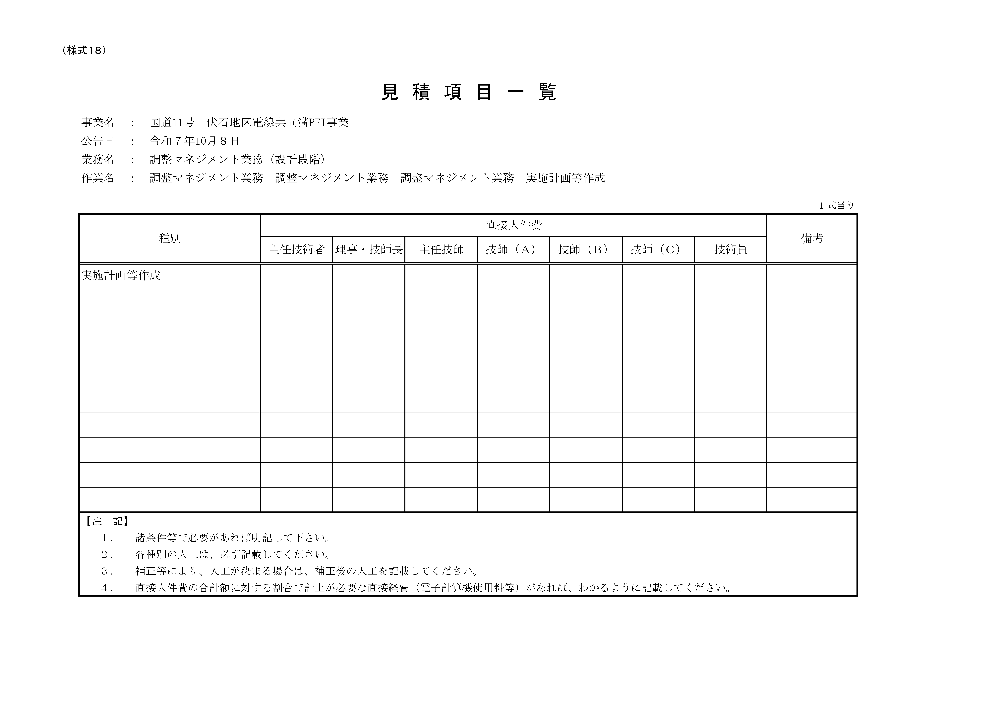 （様式18）
見積項目一覧
事業名　：　国道11号　伏石地区電線共同溝PFI事業
公告日　：　令和７年10月８日
業務名　：　調整マネジメント業務（設計段階）
作業名　：　調整マネジメント業務－調整マネジメント業務－調整マネジメント業務－実施計画等作成
１式当り
種別　直接人件費　備考
主任技術者　理事・技師長　主任技師　技師（Ａ）　技師（Ｂ）　技師（Ｃ）　技術員
実施計画等作成
【注　記】
１．　諸条件等で必要があれば明記して下さい。
２．　各種別の人工は、必ず記載してください。
３．　補正等により、人工が決まる場合は、補正後の人工を記載してください。
４．　直接人件費の合計額に対する割合で計上が必要な直接経費（電子計算機使用料等）があれば、わかるように記載してください。